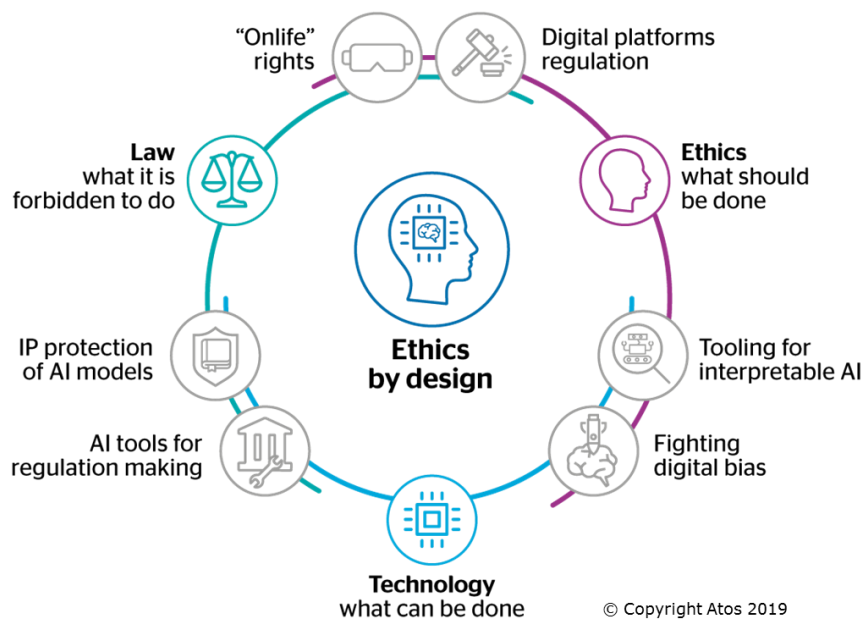 “Onlife”
rights
Digital platforms
regulation
Law
what it is
forbidden to do
Ethics
what should
be done
Ethics
by design
IP protection
of AI models
Tooling for
interpretable AI
AI tools for
regulation making
Fighting
digital bias
Technology
what can be done
© Copyright Atos 2019